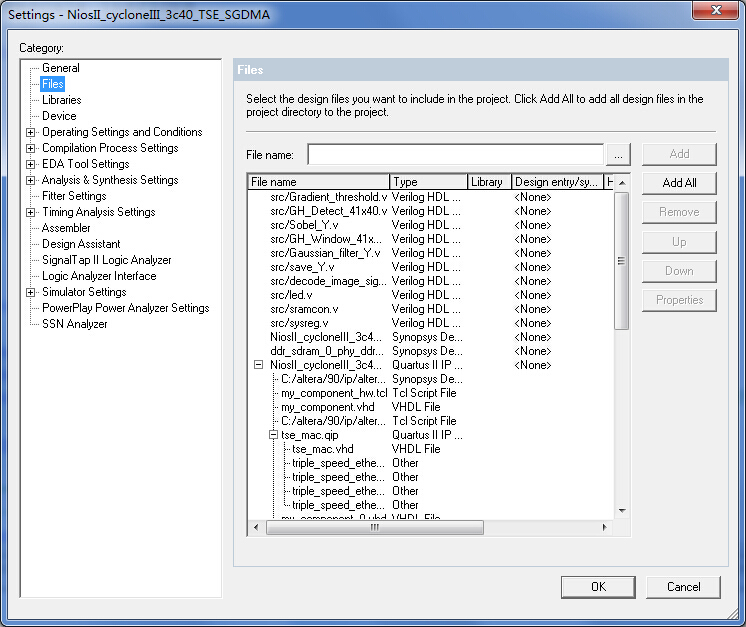 Settings - NiosII_cycloneIII_3c40_TSE_SGDMA
Category:
General
Files
Libraries
Device
Operating Settings and Conditions
Compilation Process Settings
EDA Tool Settings
Analysis & Synthesis Settings
Fitter Settings
Timing Analysis Settings
Assembler
Design Assistant
SignalTap II Logic Analyzer
Logic Analyzer Interface
Simulator Settings
PowerPlay Power Analyzer Settings
SSN Analyzer
Files
Select the design files you want to include in the project. Click Add All to add all design files in the
project directory to the project.
File name:
...
File name Type Library Design entry/sy... H
src/Gradient_threshold.v Verilog HDL ... <None>
src/GH_Detect_41x40.v Verilog HDL ... <None>
src/Sobel_Y.v Verilog HDL ... <None>
src/GH_Window_41x... Verilog HDL ... <None>
src/Gaussian_filter_Y.v Verilog HDL ... <None>
src/save_Y.v Verilog HDL ... <None>
src/decode_image_sig... Verilog HDL ... <None>
src/led.v Verilog HDL ... <None>
src/sramcon.v Verilog HDL ... <None>
src/sysreg.v Verilog HDL ... <None>
NiosII_cycloneIII_3c4... Synopsys De... <None>
ddr_sdram_0_phy_ddr... Synopsys De... <None>
NiosII_cycloneIII_3c4... Quartus II IP ... <None>
C:/altera/90/ip/alter... Synopsys De...
my_component_hw.tcl Tcl Script File
my_component.vhd VHDL File
C:/altera/90/ip/alter... Tcl Script File
tse_mac.qip Quartus II IP ...
tse_mac.vhd VHDL File
triple_speed_ethe... Other
triple_speed_ethe... Other
triple_speed_ethe... Other
triple_speed_ethe... Other
my_component_0.vhd VHDL File
Add
Add All
Remove
Up
Down
Properties
OK
Cancel